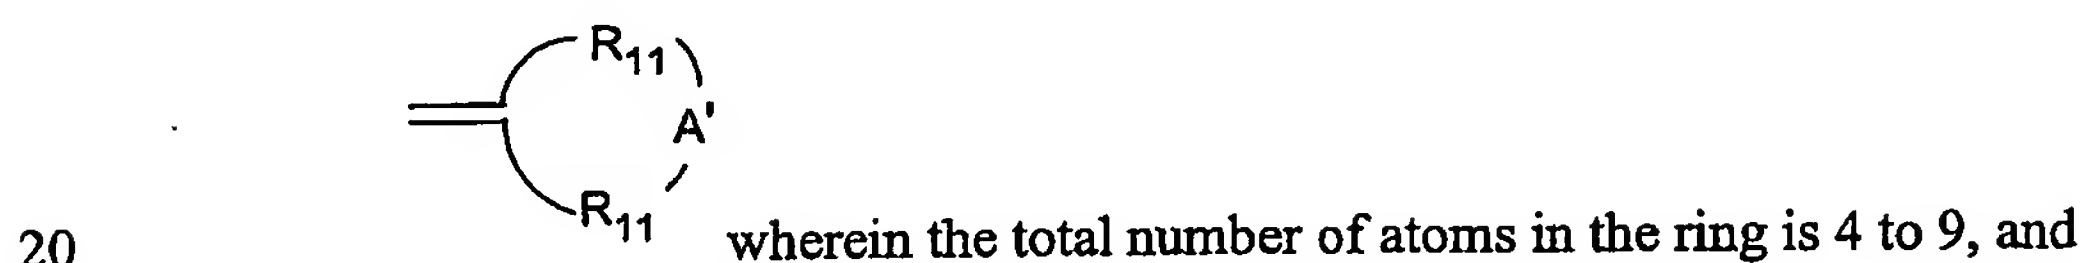 R11
A'
R11
20 wherein the total number of atoms in the ring is 4 to 9, and